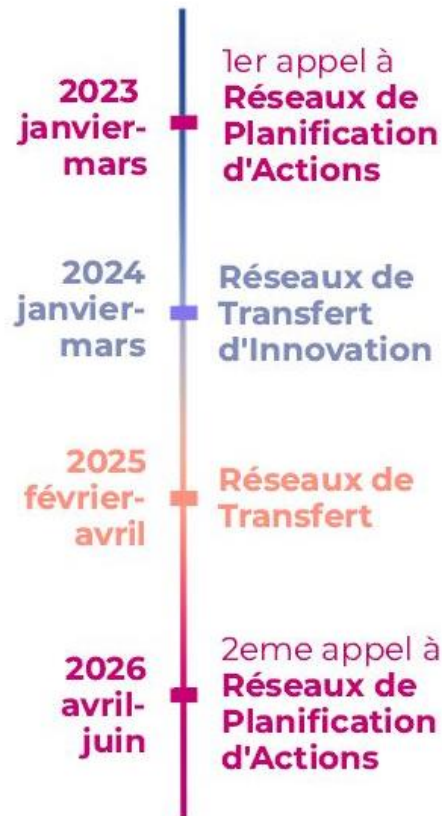 2023
janvier-
mars
1er appel à
Réseaux de
Planification
d'Actions
2024
janvier-
mars
Réseaux de
Transfert
d'Innovation
2025
février-
avril
Réseaux de
Transfert
2026
avril-
juin
2eme appel à
Réseaux de
Planification
d'Actions